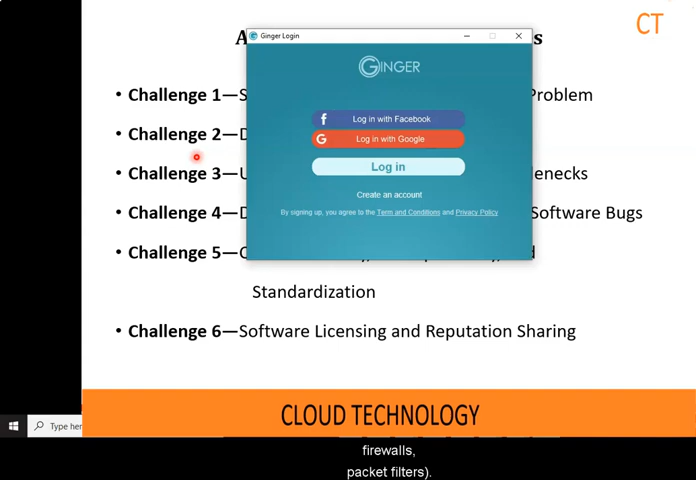 CT
A
s
Ginger Login
GINGER
• Challenge 1—S
Problem
f Log in with Facebook
• Challenge 2—D
G Log in with Google
• Challenge 3—U
Log in
lenecks
Create an account
• Challenge 4—D
By signing up, you agree to the Term and Conditions and Privacy Policy
Software Bugs
• Challenge 5—
Standardization
• Challenge 6—Software Licensing and Reputation Sharing
CLOUD TECHNOLOGY
Type her
firewalls,
packet filters).